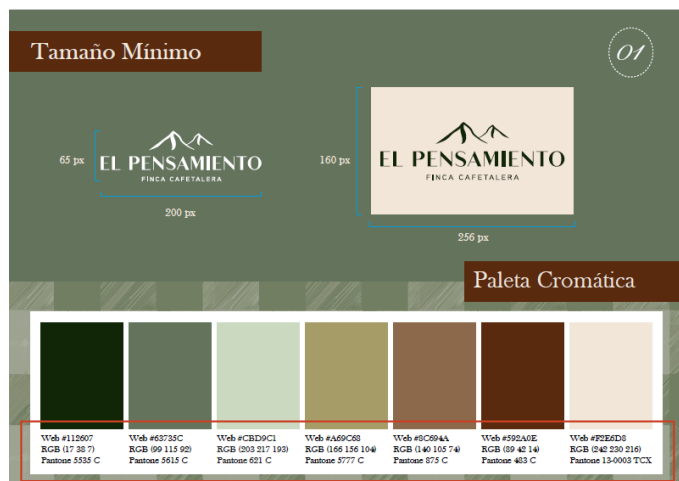 Tamaño Mínimo
01
65 px
EL PENSAMIENTO
FINCA CAFETALERA
200 px
160 px
EL PENSAMIENTO
FINCA CAFETALERA
256 px
Paleta Cromática
Web #112607
RGB (17 38 7)
Pantone 5535 C
Web #63735C
RGB (99 115 92)
Pantone 5615 C
Web #CBD9C1
RGB (203 217 193)
Pantone 621 C
Web #A69C68
RGB (166 156 104)
Pantone 5777 C
Web #8C694A
RGB (140 105 74)
Pantone 875 C
Web #592A0E
RGB (89 42 14)
Pantone 483 C
Web #F2E6D8
RGB (242 230 216)
Pantone 13-0003 TCX